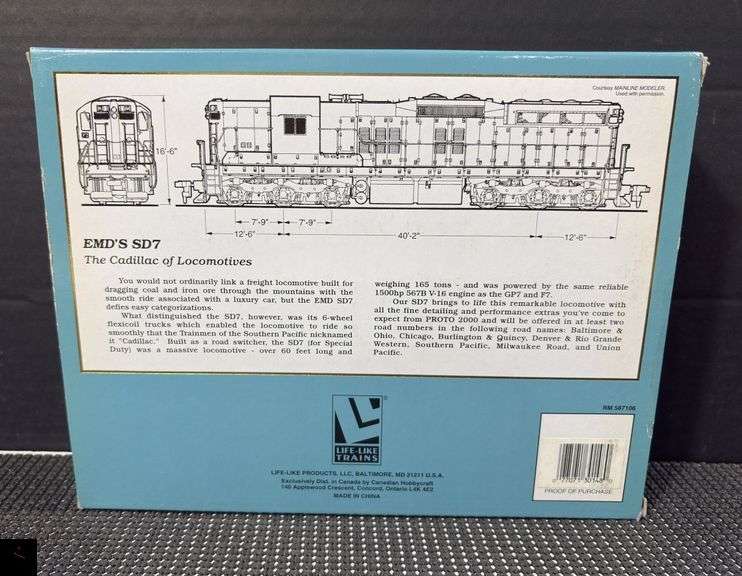 Courtesy MAINLINE MODELER.
Used with permission.
16'-6"
7'-9"
7'-9"
12'-6"
40'-2"
12'-6"
EMD'S SD7
The Cadillac of Locomotives
You would not ordinarily link a freight locomotive built for
dragging coal and iron ore through the mountains with the
smooth ride associated with a luxury car, but the EMD SD7
defies easy categorizations.
What distinguished the SD7, however, was its 6-wheel
flexicoil trucks which enabled the locomotive to ride so
smoothly that the Trainmen of the Southern Pacific nicknamed
it "Cadillac." Built as a road switcher, the SD7 (for Special
Duty) was a massive locomotive - over 60 feet long and
weighing 165 tons - and was powered by the same reliable
1500hp 567B V-16 engine as the GP7 and F7.
Our SD7 brings to life this remarkable locomotive with
all the fine detailing and performance extras you've come to
expect from PROTO 2000 and will be offered in at least two
road numbers in the following road names: Baltimore &
Ohio, Chicago, Burlington & Quincy, Denver & Rio Grande
Western, Southern Pacific, Milwaukee Road, and Union
Pacific.
®
LIFE-LIKE
TRAINS
LIFE-LIKE PRODUCTS, LLC, BALTIMORE, MD 21211 U.S.A.
Exclusively Dist. in Canada by Canadian Hobbycraft
140 Applewood Crescent, Concord, Ontario L4K 4E2
MADE IN CHINA
RM 587106
PROOF OF PURCHASE